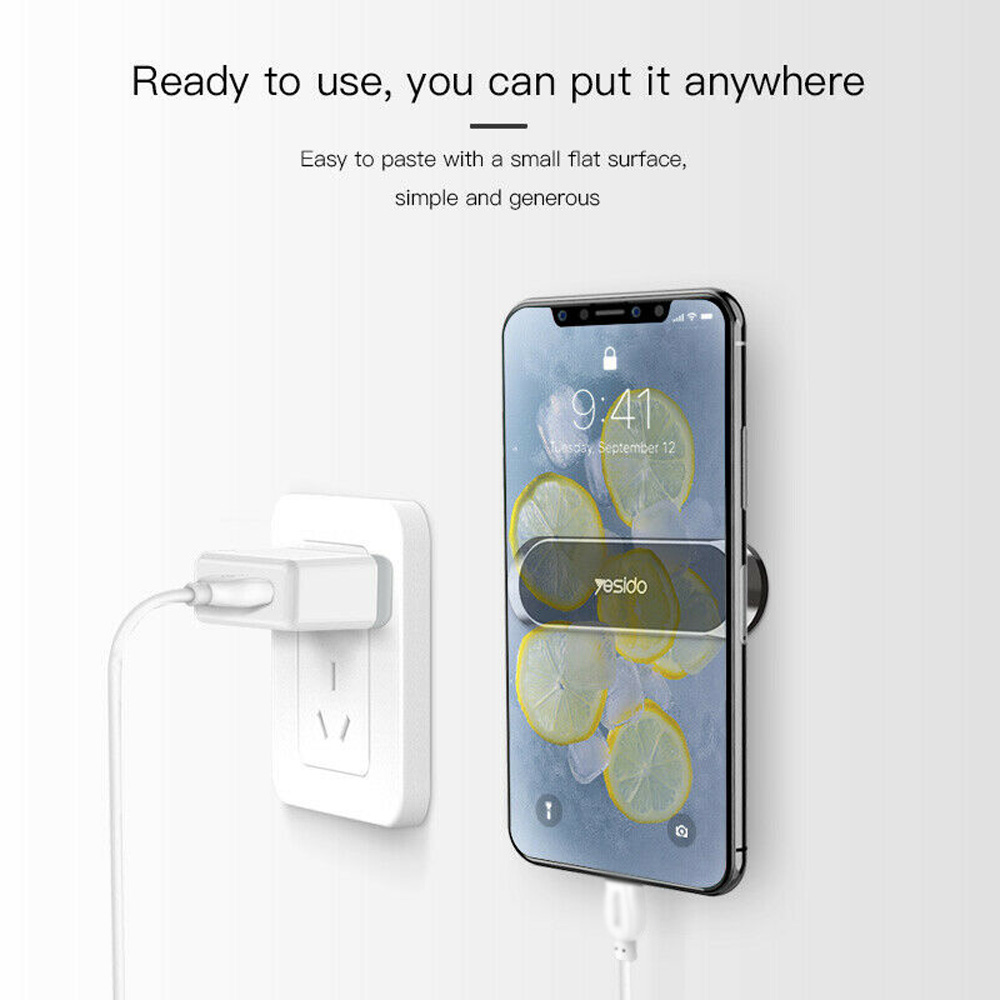 Ready to use, you can put it anywhere
Easy to paste with a small flat surface,
simple and generous
9:41
Tuesday, September 12
yesido